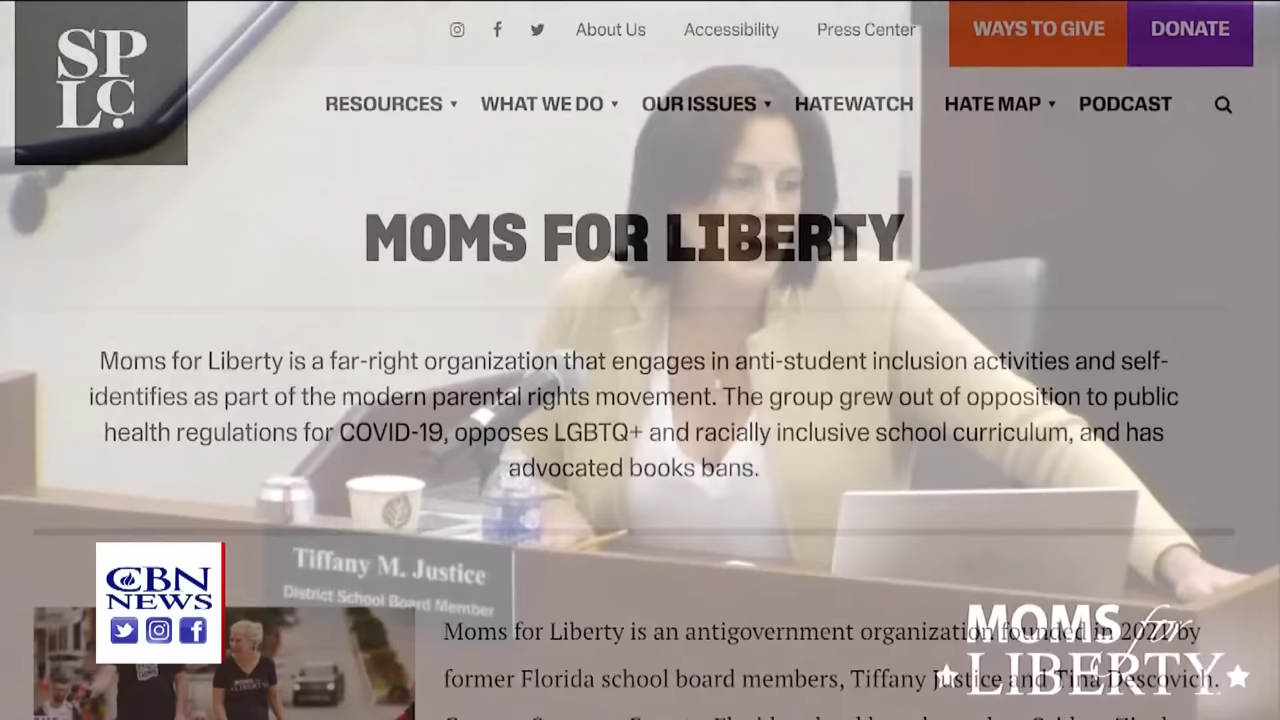 SP
LC
About Us Accessibility Press Center
WAYS TO GIVE
DONATE
RESOURCES WHAT WE DO OUR ISSUES HATEWATCH HATE MAP PODCAST
MOMS FOR LIBERTY
Moms for Liberty is a far-right organization that engages in anti-student inclusion activities and self-
identifies as part of the modern parental rights movement. The group grew out of opposition to public
health regulations for COVID-19, opposes LGBTQ+ and racially inclusive school curriculum, and has
advocated books bans.
Tiffany M. Justice
District School Board Member
CBN
NEWS
Moms for Liberty is an antigovernment organization founded in 2021 by
former Florida school board members, Tiffany Justice and Tina Descovich.
MOMS for
LIBERTY